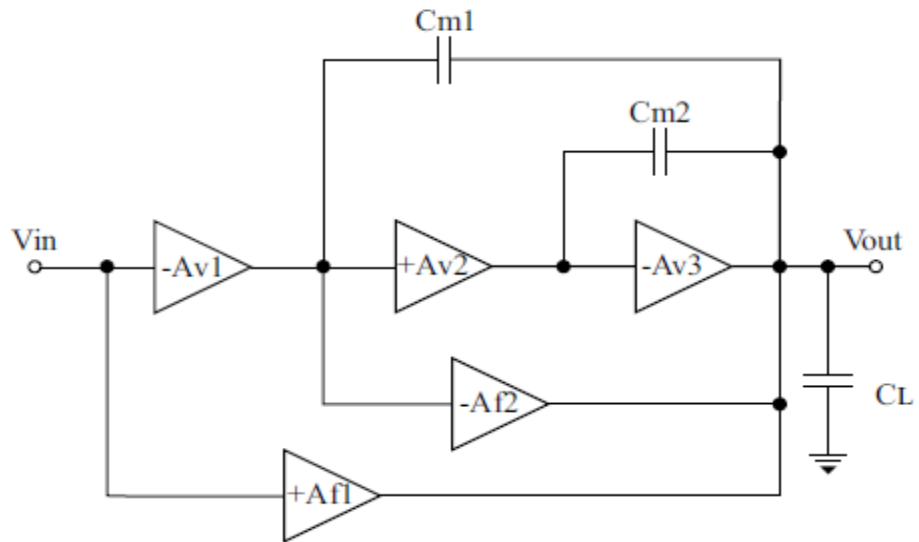 Cm1
Cm2
Vin
-Av1
+Av2
-Av3
Vout
-Af2
CL
+Af1